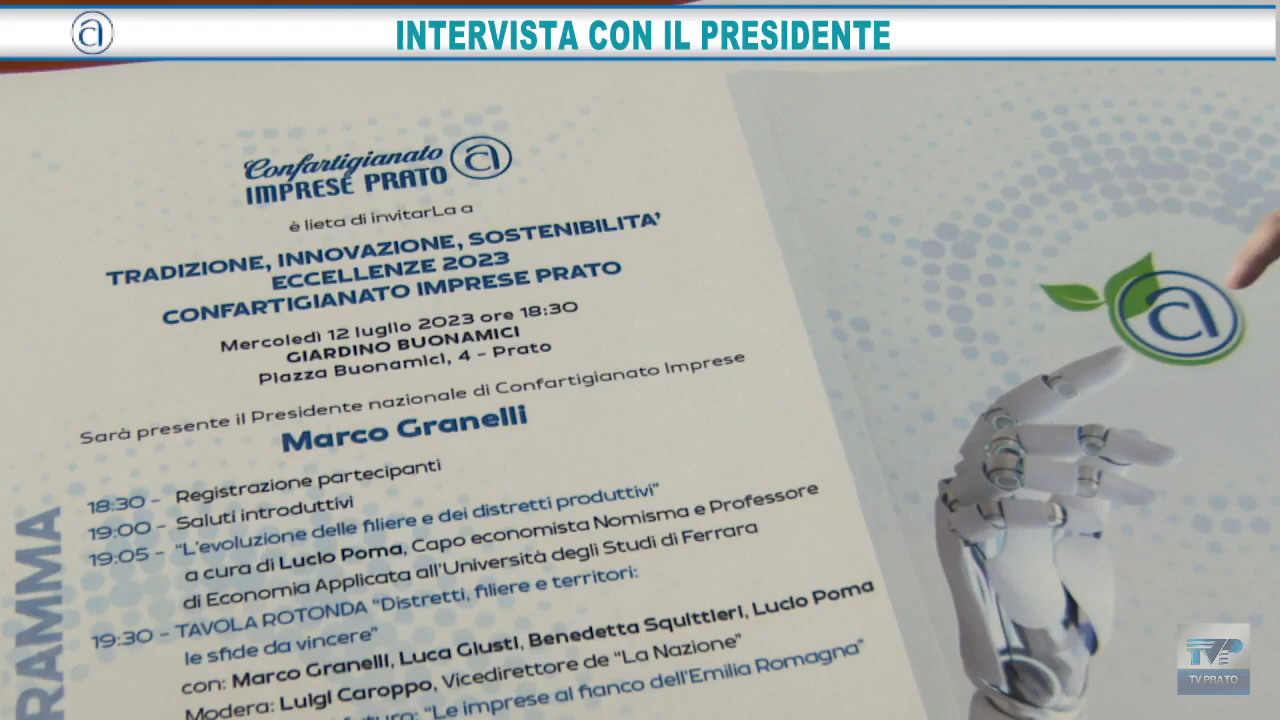 INTERVISTA CON IL PRESIDENTE
Confartigianato
IMPRESE PRATO
è lieta di invitarLa a
TRADIZIONE, INNOVAZIONE, SOSTENIBILITA'
ECCELLENZE 2023
CONFARTIGIANATO IMPRESE PRATO
Mercoledì 12 luglio 2023 ore 18:30
GIARDINO BUONAMICI
Piazza Buonamici, 4 - Prato
Sarà presente il Presidente nazionale di Confartigianato Imprese
Marco Granelli
RAMMA
18:30 - Registrazione partecipanti
19:00 - Saluti introduttivi
19:05 - "L'evoluzione delle filiere e dei distretti produttivi"
a cura di Lucio Poma, Capo economista Nomisma e Professore
di Economia Applicata all'Università degli Studi di Ferrara
19:30 - TAVOLA ROTONDA "Distretti, filiere e territori:
le sfide da vincere"
con: Marco Granelli, Luca Giusti, Benedetta Squittieri, Lucio Poma
Modera: Luigi Caroppo, Vicedirettore de "La Nazione"
futuro: "Le imprese al fianco dell'Emilia Romagna"
TVP
TV PRATO